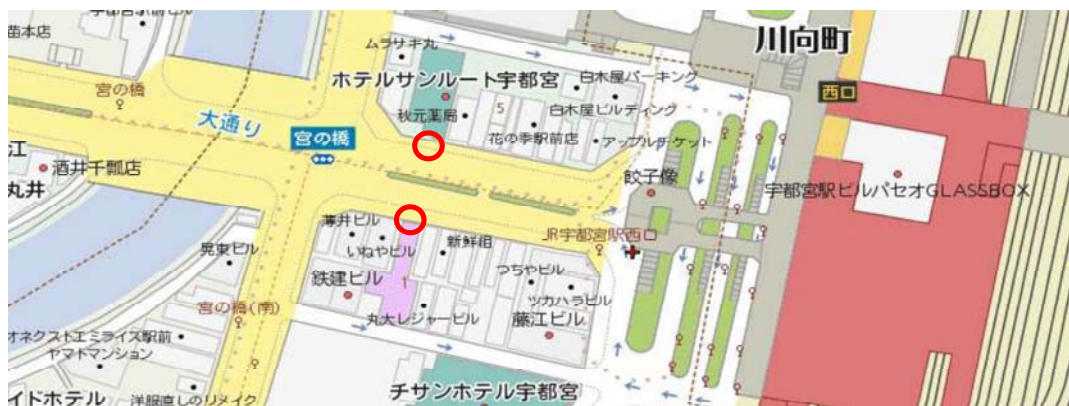 苗本店
ムラサキ丸
川向町
ホテルサンルート宇都宮
白木屋パーキング
西口
宮の橋
大通り
秋元薬局
5
白木屋ビルディング
宮の橋
花の季駅前店
アップルチケット
江
酒井千瓢店
丸井
餃子像
宇都宮駅ビルパセオGLASSBOX
薄井ビル
JR宇都宮駅西口
晃東ビル
いねやビル
新鮮組
鉄建ビル
1
つちやビル
宮の橋(南)
丸大レジャービル
ツカハラビル
藤江ビル
オネクストエミライズ駅前
ヤマトマンション
チサンホテル宇都宮
イドホテル
洋服直しのリメイク